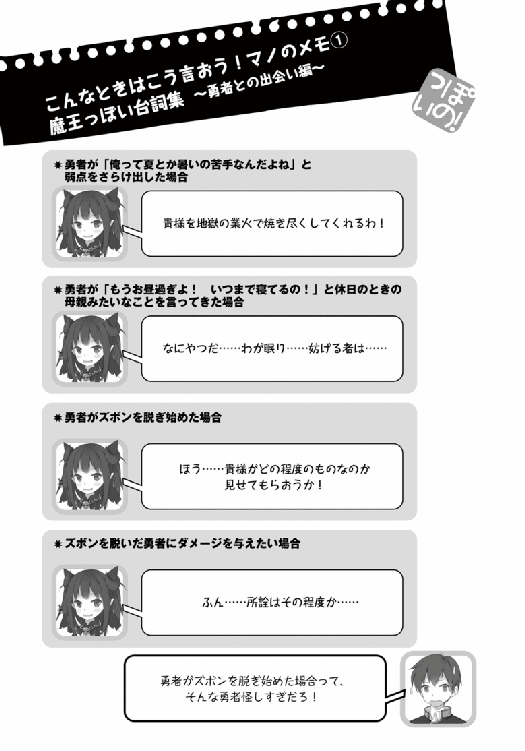 こんなときはこう言おう!マノのメモ①
魔王っぽい台詞集 ～勇者との出会い編～
っぽ
いの!
＊勇者が「俺って夏とか暑いの苦手なんだよね」と
弱点をさらけ出した場合
貴様を地獄の業火で焼き尽くしてくれるわ!
＊勇者が「もうお昼過ぎよ! いつまで寝てるの!」と休日のときの
母親みたいなことを言ってきた場合
なにやつだ……わが眠り……妨げる者は……
＊勇者がズボンを脱ぎ始めた場合
ほう……貴様がどの程度のものなのか
見せてもらおうか!
＊ズボンを脱いだ勇者にダメージを与えたい場合
ふん……所詮はその程度か……
勇者がズボンを脱ぎ始めた場合って、
そんな勇者怪しすぎだろ!